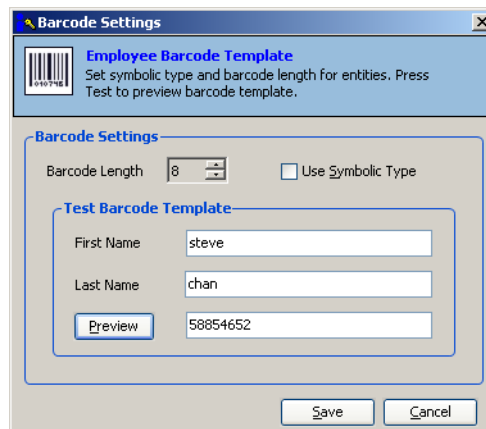 Barcode Settings
Employee Barcode Template
Set symbolic type and barcode length for entities. Press
Test to preview barcode template.
Barcode Settings
Barcode Length 8 Use Symbolic Type
Test Barcode Template
First Name steve
Last Name chan
Preview 58854652
Save Cancel